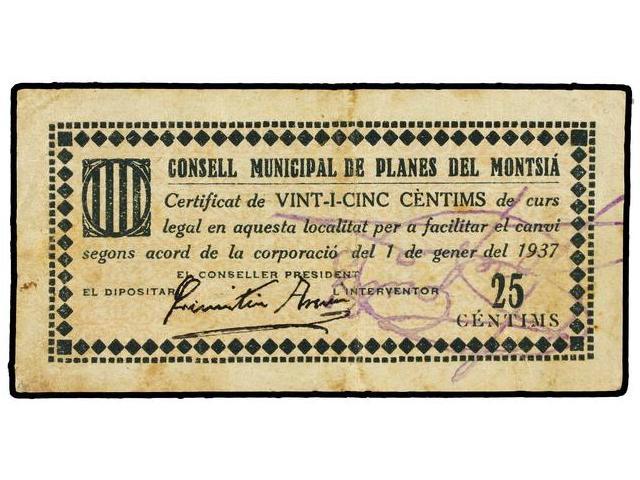 CONSELL MUNICIPAL DE PLANES DEL MONTSIÁ
Certificat de VINT-I-CINC CÈNTIMS de curs
legal en aquesta localitat per a facilitar el canvi
segons acord de la corporació del 1 de gener del 1937
EL CONSELLER PRESIDENT
EL DIPOSITARI L'INTERVENTOR
25
CÉNTIMS